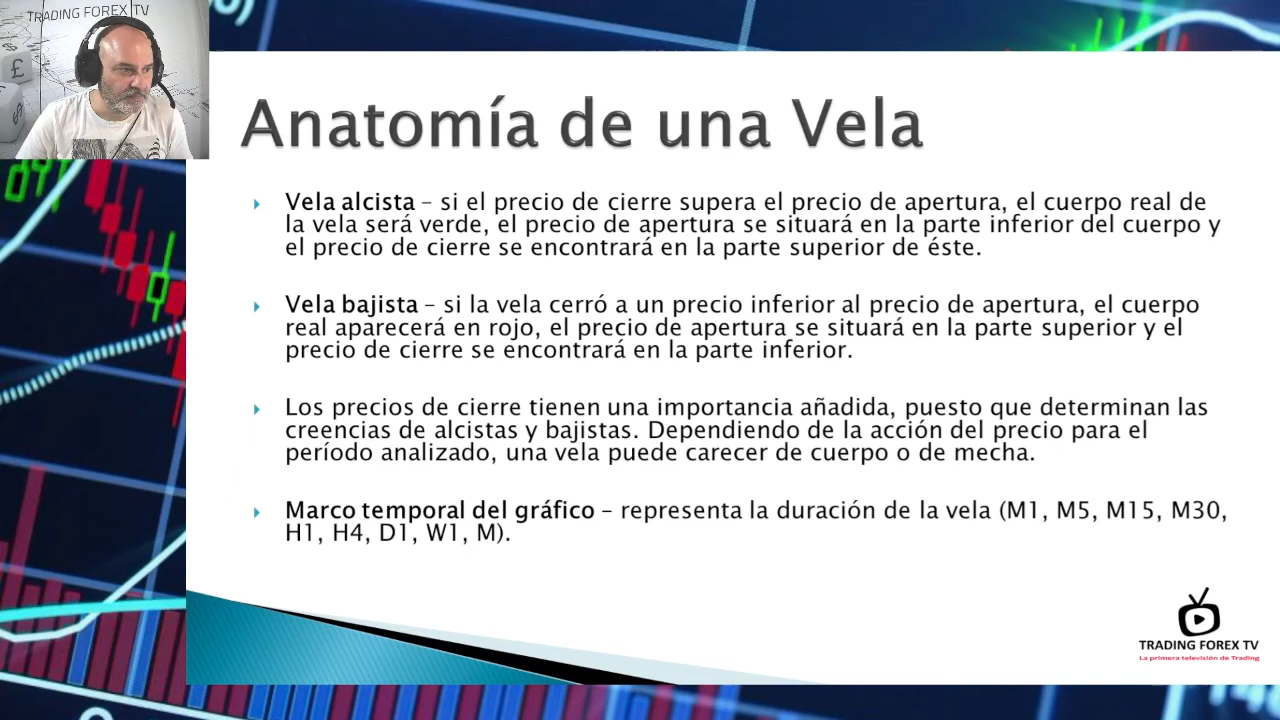 TRADING FOREX TV
Anatomía de una Vela
Vela alcista – si el precio de cierre supera el precio de apertura, el cuerpo real de
la vela será verde, el precio de apertura se situará en la parte inferior del cuerpo y
el precio de cierre se encontrará en la parte superior de éste.
Vela bajista – si la vela cerró a un precio inferior al precio de apertura, el cuerpo
real aparecerá en rojo, el precio de apertura se situará en la parte superior y el
precio de cierre se encontrará en la parte inferior.
Los precios de cierre tienen una importancia añadida, puesto que determinan las
creencias de alcistas y bajistas. Dependiendo de la acción del precio para el
período analizado, una vela puede carecer de cuerpo o de mecha.
Marco temporal del gráfico – representa la duración de la vela (M1, M5, M15, M30,
H1, H4, D1, W1, M).
TRADING FOREX TV
La primera televisión de Trading